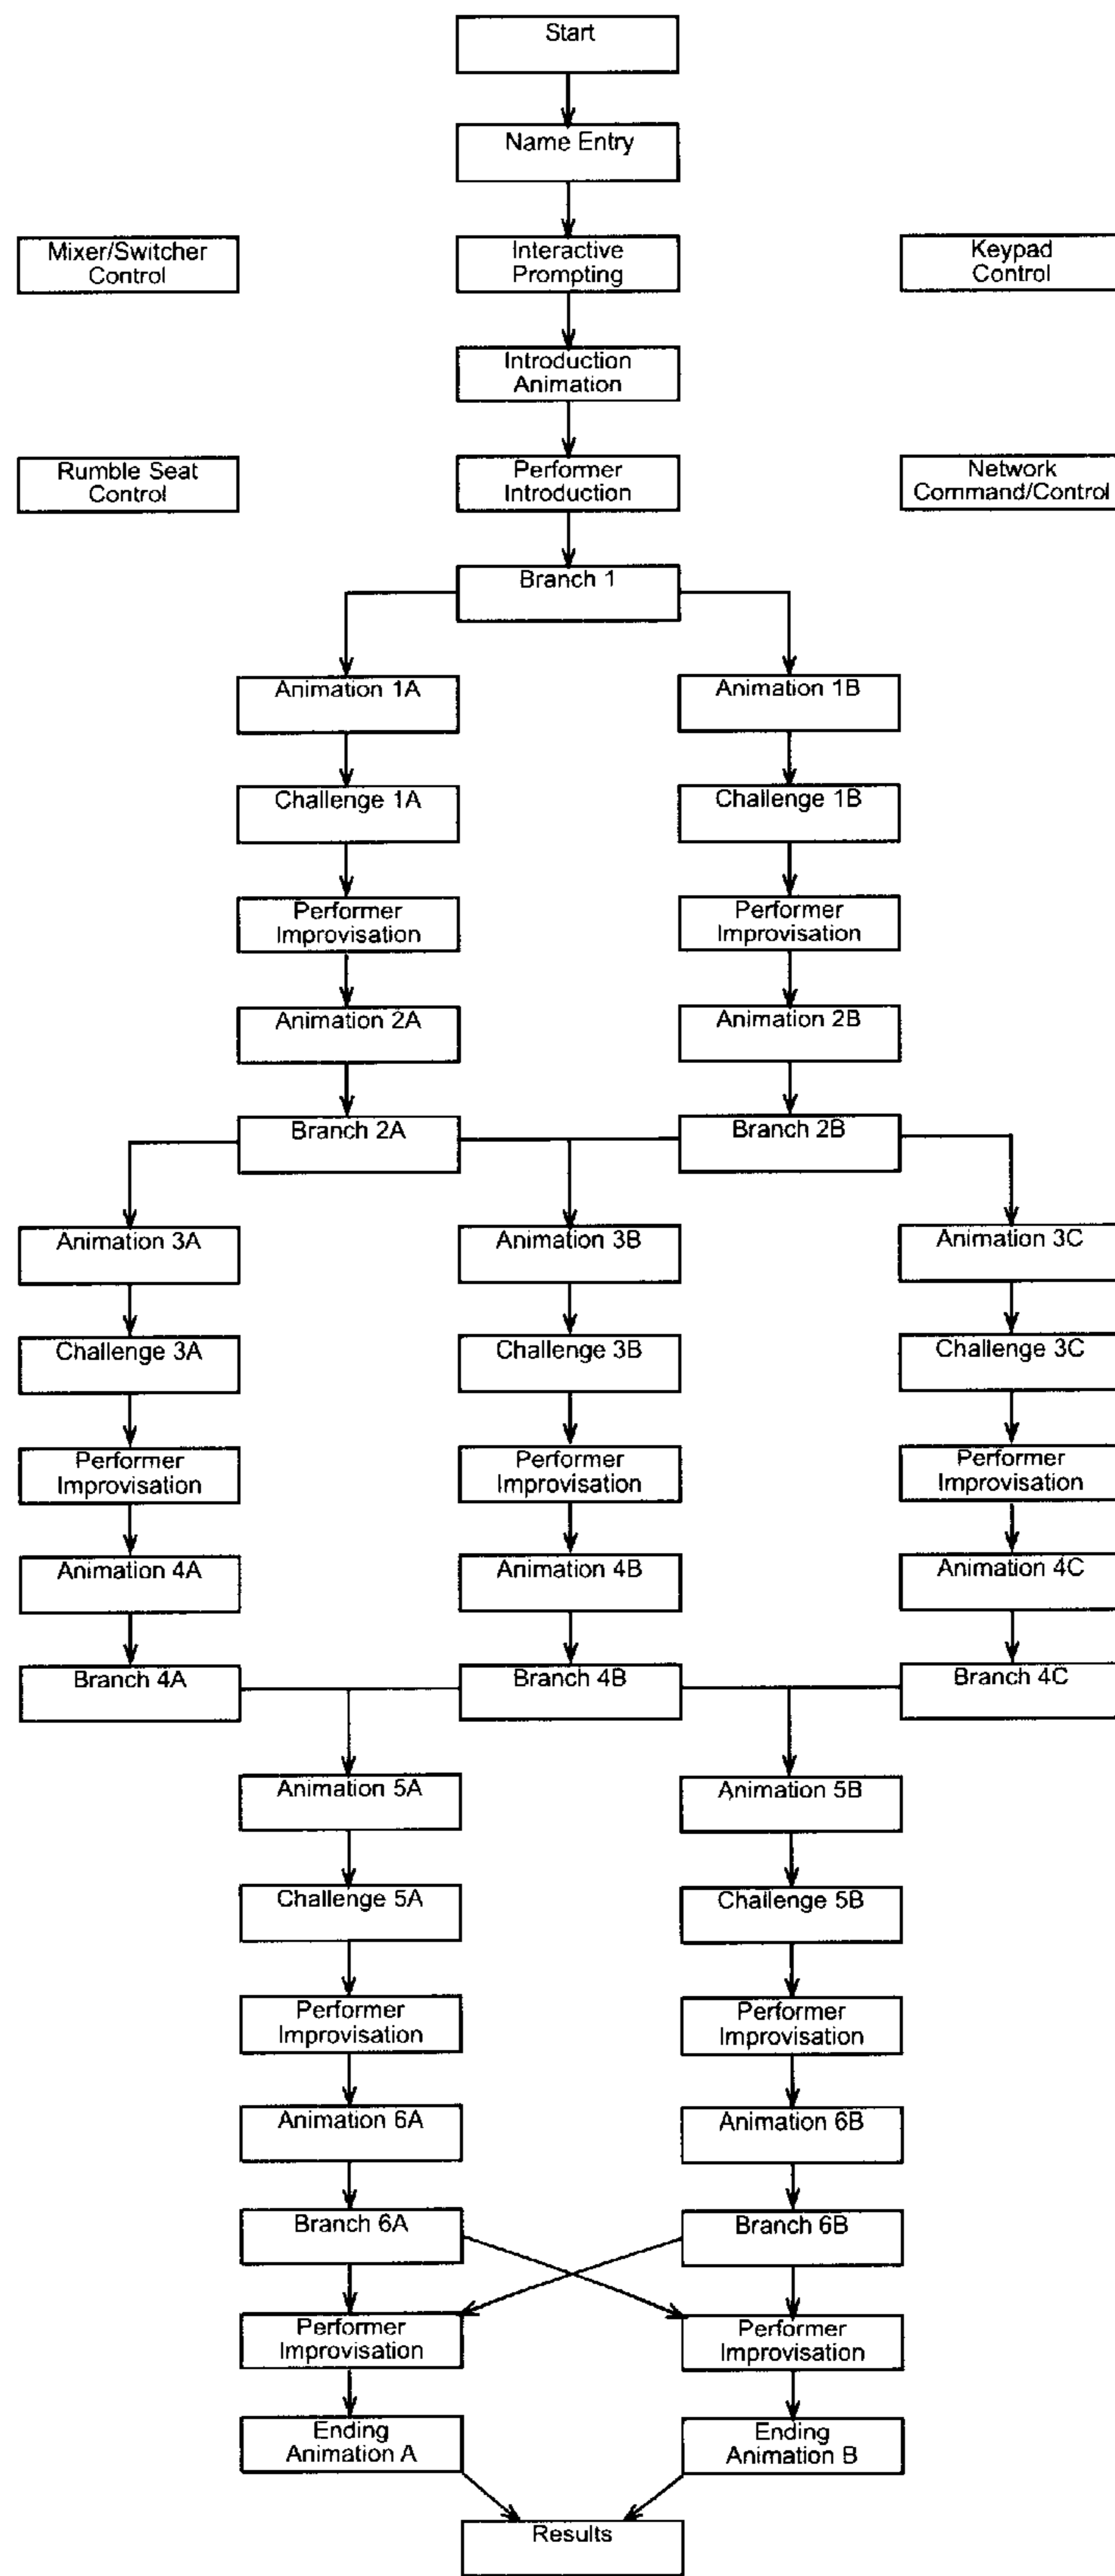 Start
Name Entry
Mixer/Switcher
Control
Interactive
Prompting
Keypad
Control
Introduction
Animation
Rumble Seat
Control
Performer
Introduction
Network
Command/Control
Branch 1
Animation 1A
Animation 1B
Challenge 1A
Challenge 1B
Performer
Improvisation
Performer
Improvisation
Animation 2A
Animation 2B
Branch 2A
Branch 2B
Animation 3A
Animation 3B
Animation 3C
Challenge 3A
Challenge 3B
Challenge 3C
Performer
Improvisation
Performer
Improvisation
Performer
Improvisation
Animation 4A
Animation 4B
Animation 4C
Branch 4A
Branch 4B
Branch 4C
Animation 5A
Animation 5B
Challenge 5A
Challenge 5B
Performer
Improvisation
Performer
Improvisation
Animation 6A
Animation 6B
Branch 6A
Branch 6B
Performer
Improvisation
Performer
Improvisation
Ending
Animation A
Ending
Animation B
Results